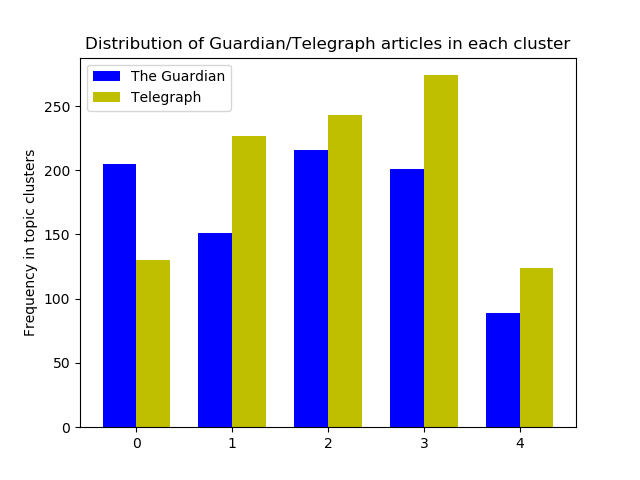 Distribution of Guardian/Telegraph articles in each cluster
The Guardian
Telegraph
Frequency in topic clusters
250
200
150
100
50
0
0 1 2 3 4